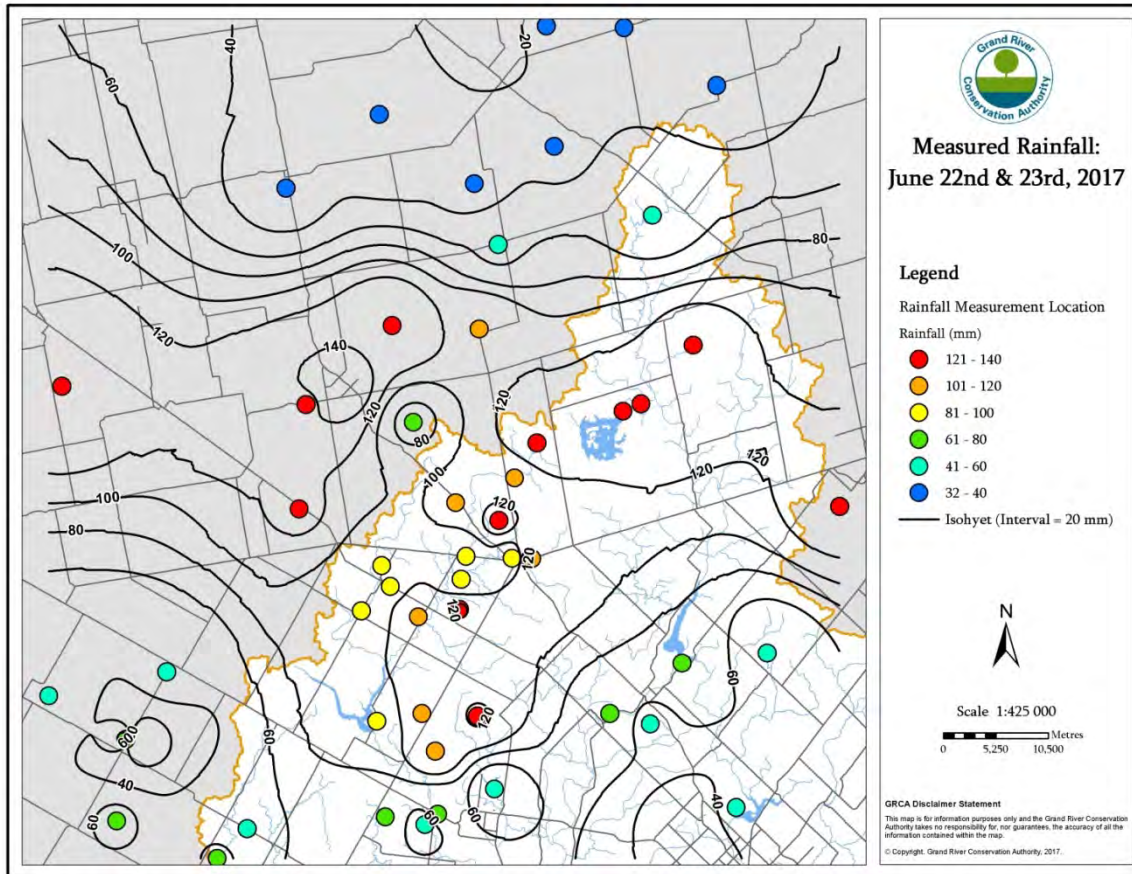 60
40
20
100
80
120
140
120
120
80
100
120
120
120
100
80
120
120
120
60
60
600
40
60
60
60
40
Grand River
Conservation Authority
Measured Rainfall:
June 22nd & 23rd, 2017
Legend
Rainfall Measurement Location
Rainfall (mm)
121 - 140
101 - 120
81 - 100
61 - 80
41 - 60
32 - 40
Isohyet (Interval = 20 mm)
N
Scale 1:425 000
Metres
0 5,250 10,500
GRCA Disclaimer Statement
This map is for information purposes only and the Grand River Conservation
Authority takes no responsibility for, nor guarantees, the accuracy of all the
information contained within the map.
© Copyright. Grand River Conservation Authority, 2017.